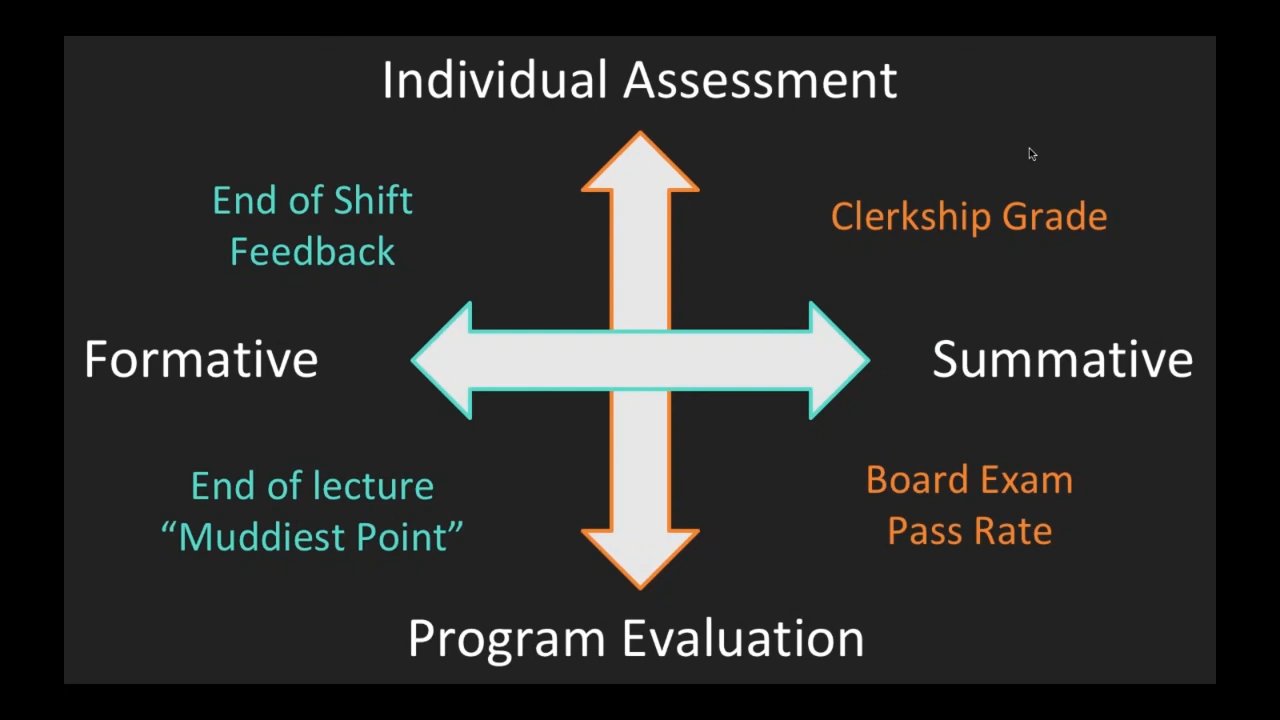 Individual Assessment
End of Shift
Feedback
Clerkship Grade
Formative
Summative
End of lecture
“Muddiest Point”
Board Exam
Pass Rate
Program Evaluation